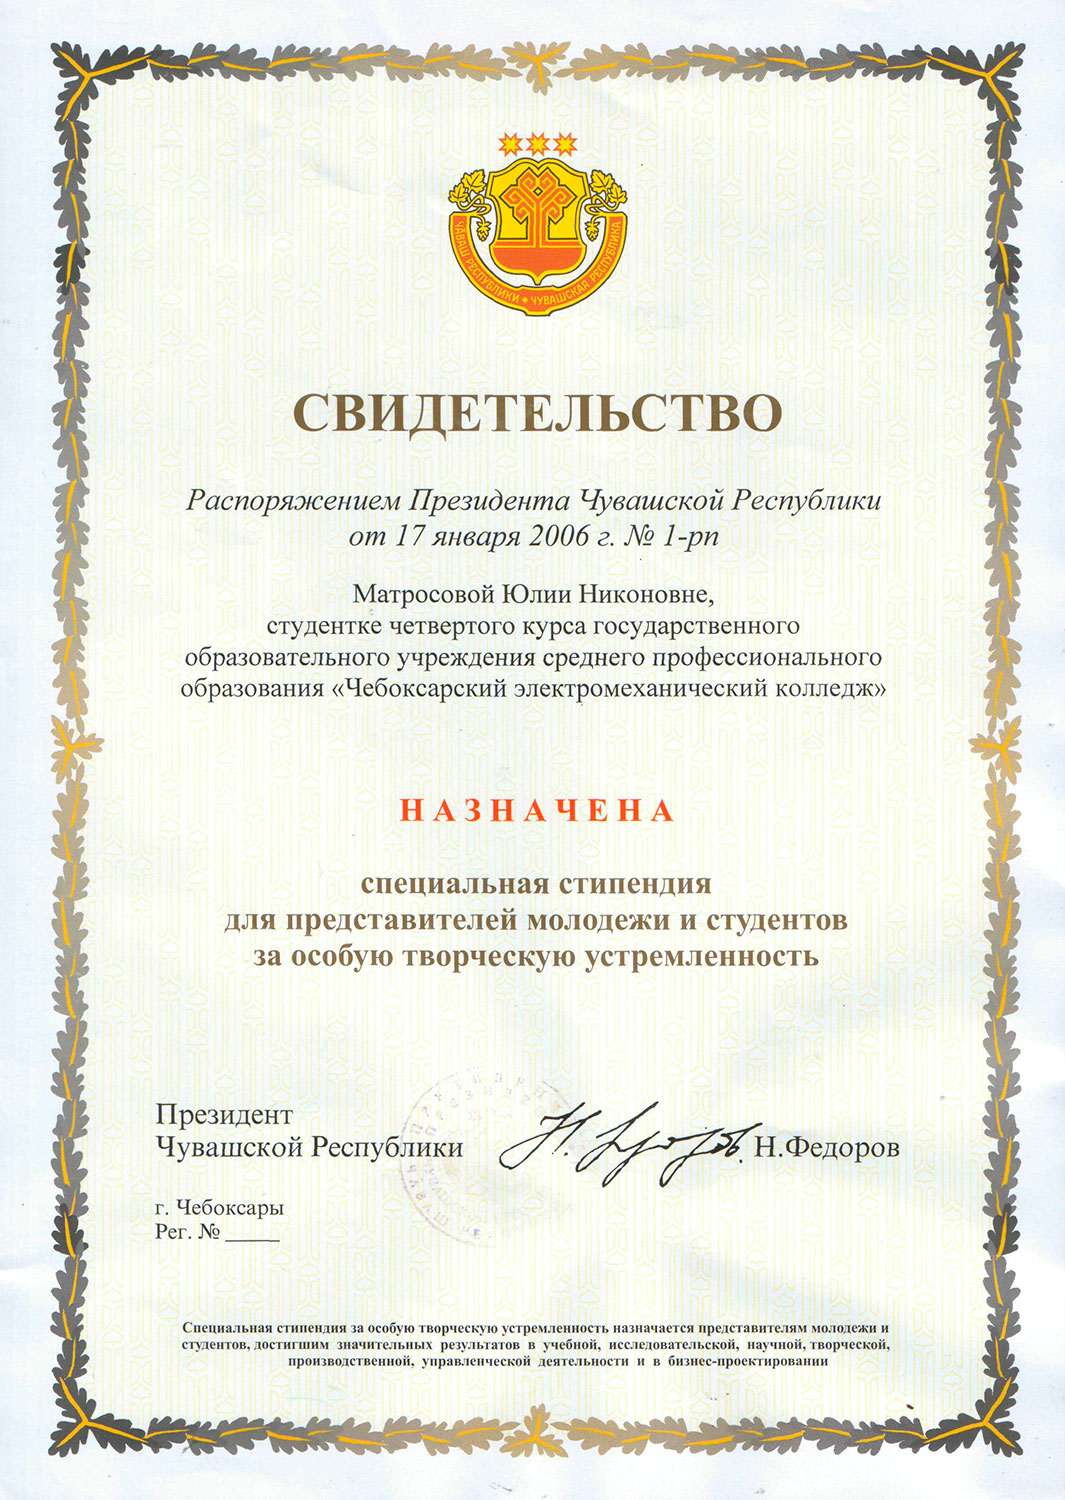 ЧӐВАШ РЕСПУБЛИКИ * ЧУВАШСКАЯ РЕСПУБЛИКА
СВИДЕТЕЛЬСТВО
Распоряжением Президента Чувашской Республики
от 17 января 2006 г. № 1-рп
Матросовой Юлии Никоновне,
студентке четвертого курса государственного
образовательного учреждения среднего профессионального
образования «Чебоксарский электромеханический колледж»
НАЗНАЧЕНА
специальная стипендия
для представителей молодежи и студентов
за особую творческую устремленность
Президент
Чувашской Республики
Н.Федоров
г. Чебоксары
Рег. № _____
Специальная стипендия за особую творческую устремленность назначается представителям молодежи и
студентов, достигшим значительных результатов в учебной, исследовательской, научной, творческой,
производственной, управленческой деятельности и в бизнес-проектировании